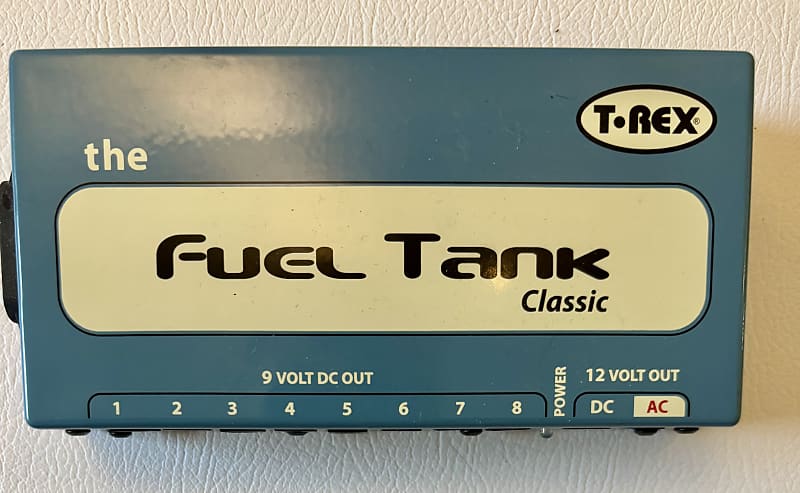 T•REX®
the
Fuel Tank
Classic
9 VOLT DC OUT
1 2 3 4 5 6 7 8
POWER
12 VOLT OUT
DC AC